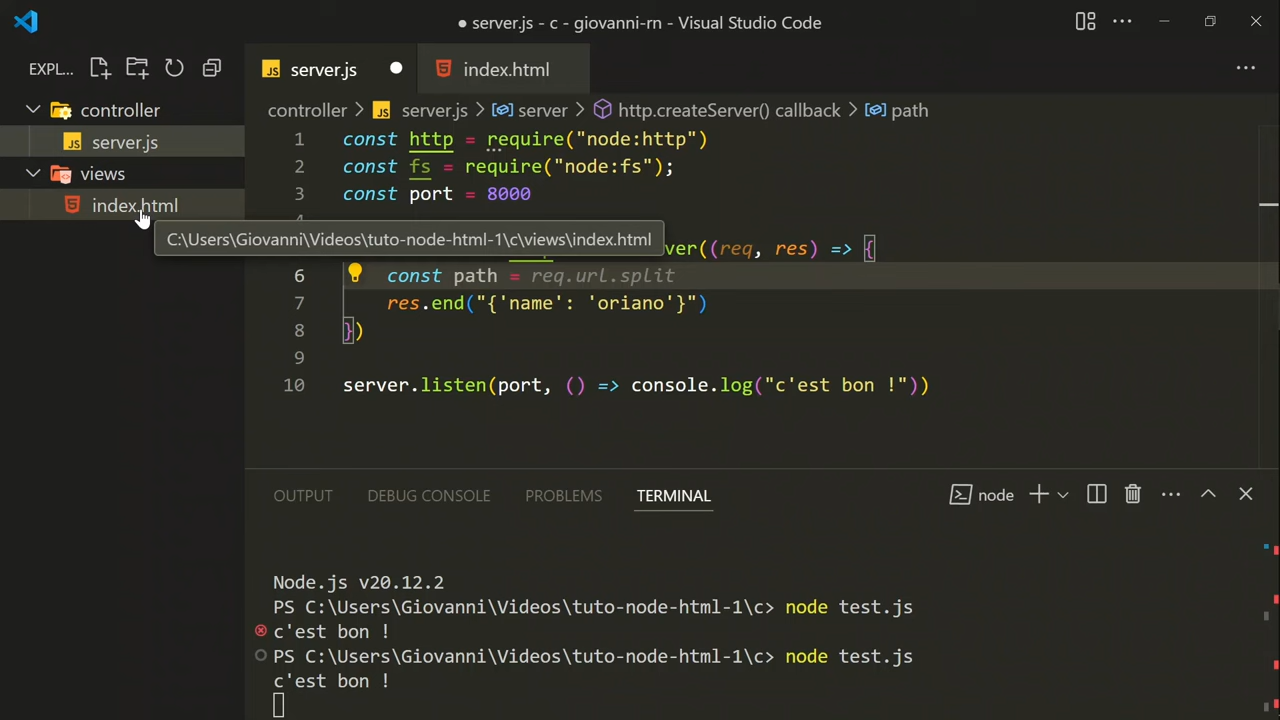 ● server.js - c - giovanni-rn - Visual Studio Code
EXPL...
server.js
index.html
controller
controller > server.js > server > http.createServer() callback > path
server.js
views
index.html
1 const http = require("node:http")
2 const fs = require("node:fs");
3 const port = 8000
C:\Users\Giovanni\Videos\tuto-node-html-1\c\views\index.html
ver((req, res) => {
6 const path = req.url.split
7 res.end("{'name': 'oriano'}")
8 })
9
10 server.listen(port, () => console.log("c'est bon !"))
OUTPUT DEBUG CONSOLE PROBLEMS TERMINAL
node
Node.js v20.12.2
PS C:\Users\Giovanni\Videos\tuto-node-html-1\c> node test.js
c'est bon !
PS C:\Users\Giovanni\Videos\tuto-node-html-1\c> node test.js
c'est bon !